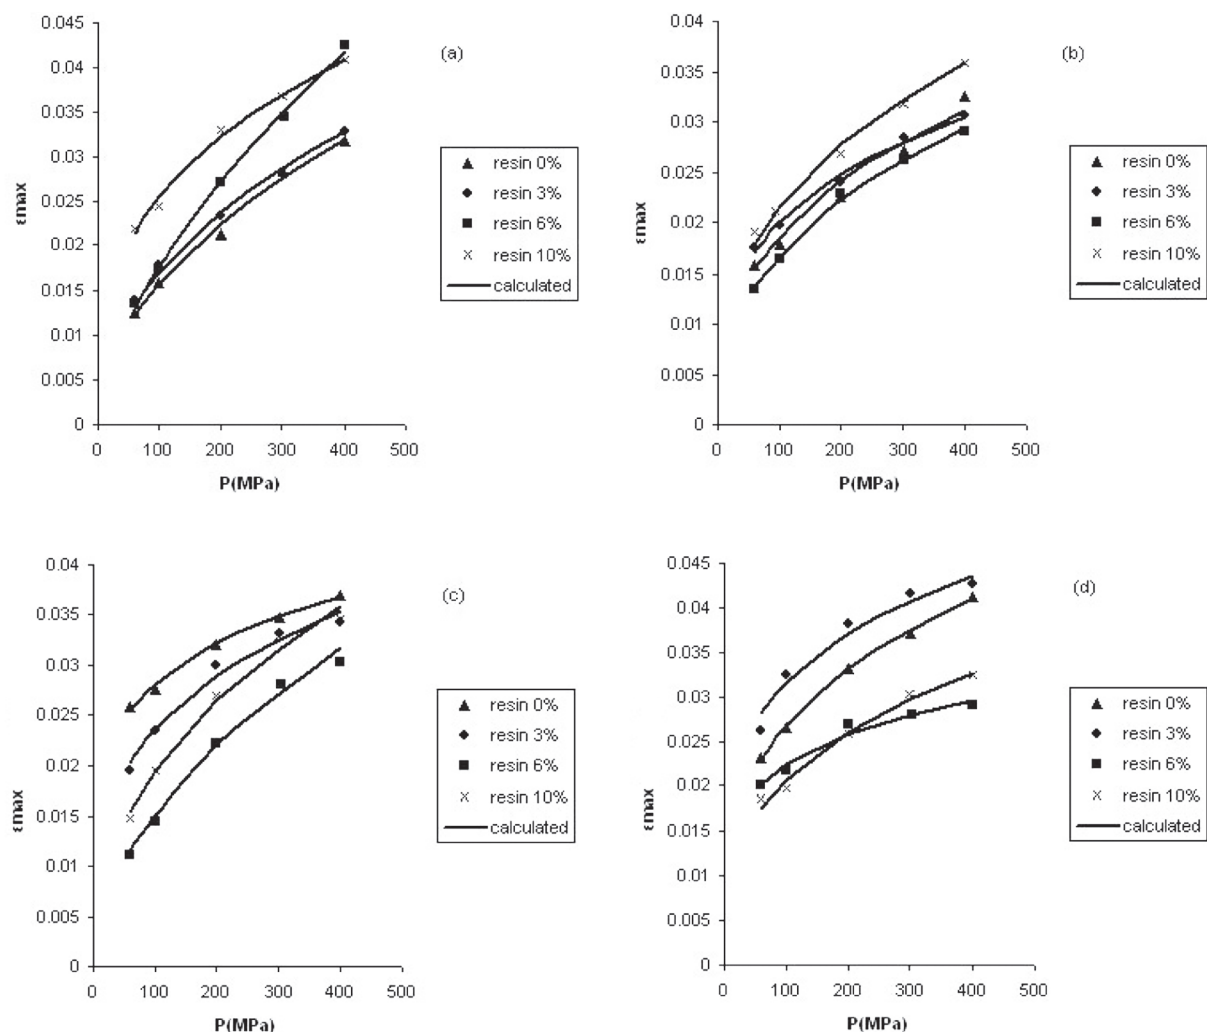 (a)
0.045
0.04
0.035
0.03
0.025
0.02
0.015
0.01
0.005
0
εmax
0 100 200 300 400 500
P(MPa)
resin 0%
resin 3%
resin 6%
resin 10%
calculated
(b)
0.04
0.035
0.03
0.025
0.02
0.015
0.01
0.005
0
εmax
0 100 200 300 400 500
P(MPa)
resin 0%
resin 3%
resin 6%
resin 10%
calculated
(c)
0.04
0.035
0.03
0.025
0.02
0.015
0.01
0.005
0
εmax
0 100 200 300 400 500
P(MPa)
resin 0%
resin 3%
resin 6%
resin 10%
calculated
(d)
0.045
0.04
0.035
0.03
0.025
0.02
0.015
0.01
0.005
0
εmax
0 100 200 300 400 500
P(MPa)
resin 0%
resin 3%
resin 6%
resin 10%
calculated